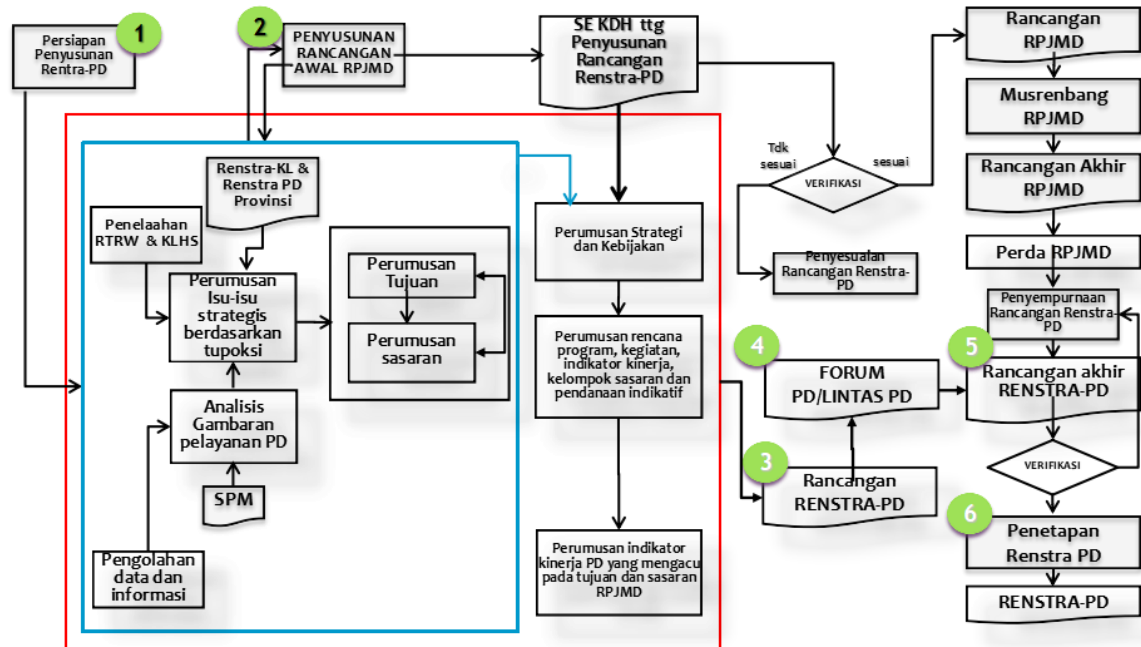 1
Persiapan
Penyusunan
Rentra-PD
2
PENYUSUNAN
RANCANGAN
AWAL RPJMD
SE KDH ttg
Penyusunan
Rancangan
Renstra-PD
Rancangan
RPJMD
Musrenbang
RPJMD
Rancangan Akhir
RPJMD
Perda RPJMD
Penyempurnaan
Rancangan Renstra-
PD
Tdk
sesuai
sesuai
VERIFIKASI
Penyesualan
Rancangan Renstra-
PD
Renstra-KL &
Renstra PD
Provinsi
Penelaahan
RTRW & KLHS
Perumusan
Isu-isu
strategis
berdasarkan
tupoksi
Perumusan
Tujuan
Perumusan
sasaran
Analisis
Gambaran
pelayanan PD
SPM
Pengolahan
data dan
informasi
Perumusan Strategi
dan Kebijakan
Perumusan rencana
program, kegiatan,
indikator kinerja,
kelompok sasaran dan
pendanaan indikatif
Perumusan indikator
kinerja PD yang mengacu
pada tujuan dan sasaran
RPJMD
3
Rancangan
RENSTRA-PD
4
FORUM
PD/LINTAS PD
5
Rancangan akhir
RENSTRA-PD
VERIFIKASI
6
Penetapan
Renstra PD
RENSTRA-PD